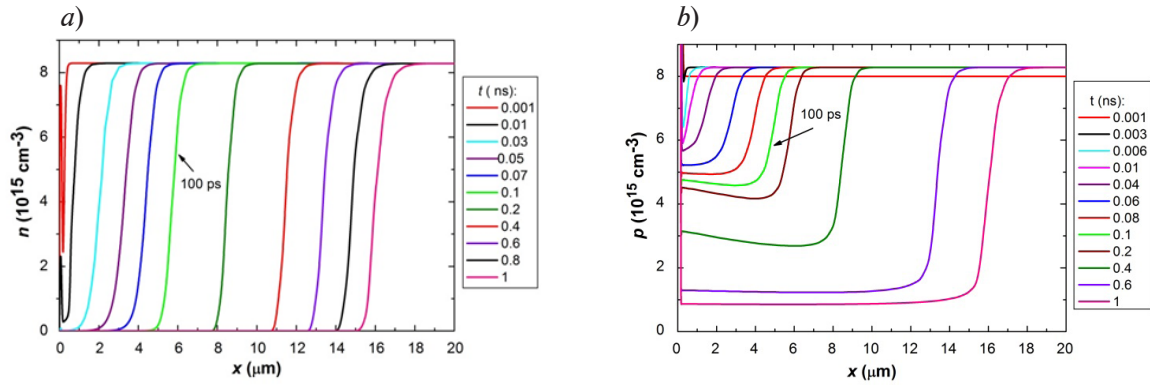 a)
n (10^15 cm^-3)
8
6
4
2
0
0 2 4 6 8 10 12 14 16 18 20
x (μm)
100 ps
t ( ns):
0.001
0.01
0.03
0.05
0.07
0.1
0.2
0.4
0.6
0.8
1
b)
p (10^15 cm^-3)
8
6
4
2
0
0 2 4 6 8 10 12 14 16 18 20
x (μm)
100 ps
t (ns):
0.001
0.003
0.006
0.01
0.04
0.06
0.08
0.1
0.2
0.4
0.6
1